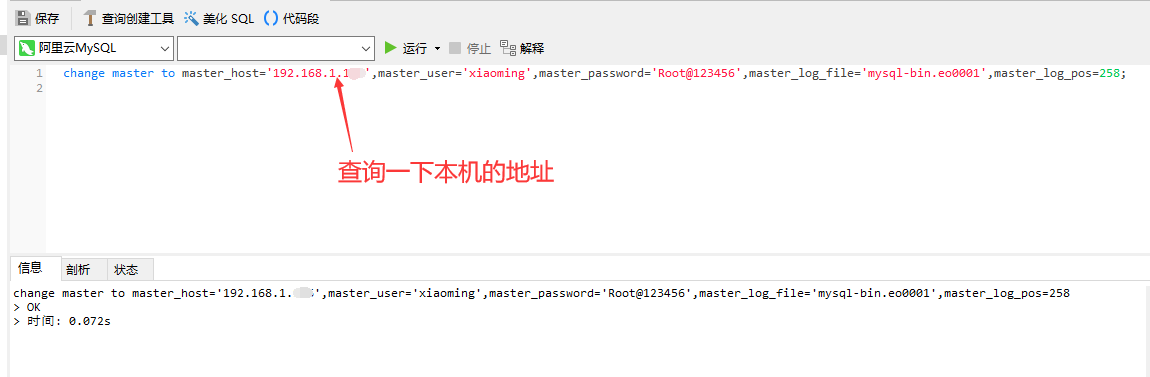 保存 查询创建工具 美化 SQL 代码段
阿里云MySQL 运行 停止 解释
1 change master to master_host='192.168.1.1 ',master_user='xiaoming',master_password='Root@123456',master_log_file='mysql-bin.eo0001',master_log_pos=258;
2
查询一下本机的地址
信息 剖析 状态
change master to master_host='192.168.1. ',master_user='xiaoming',master_password='Root@123456',master_log_file='mysql-bin.eo0001',master_log_pos=258
> OK
> 时间: 0.072s